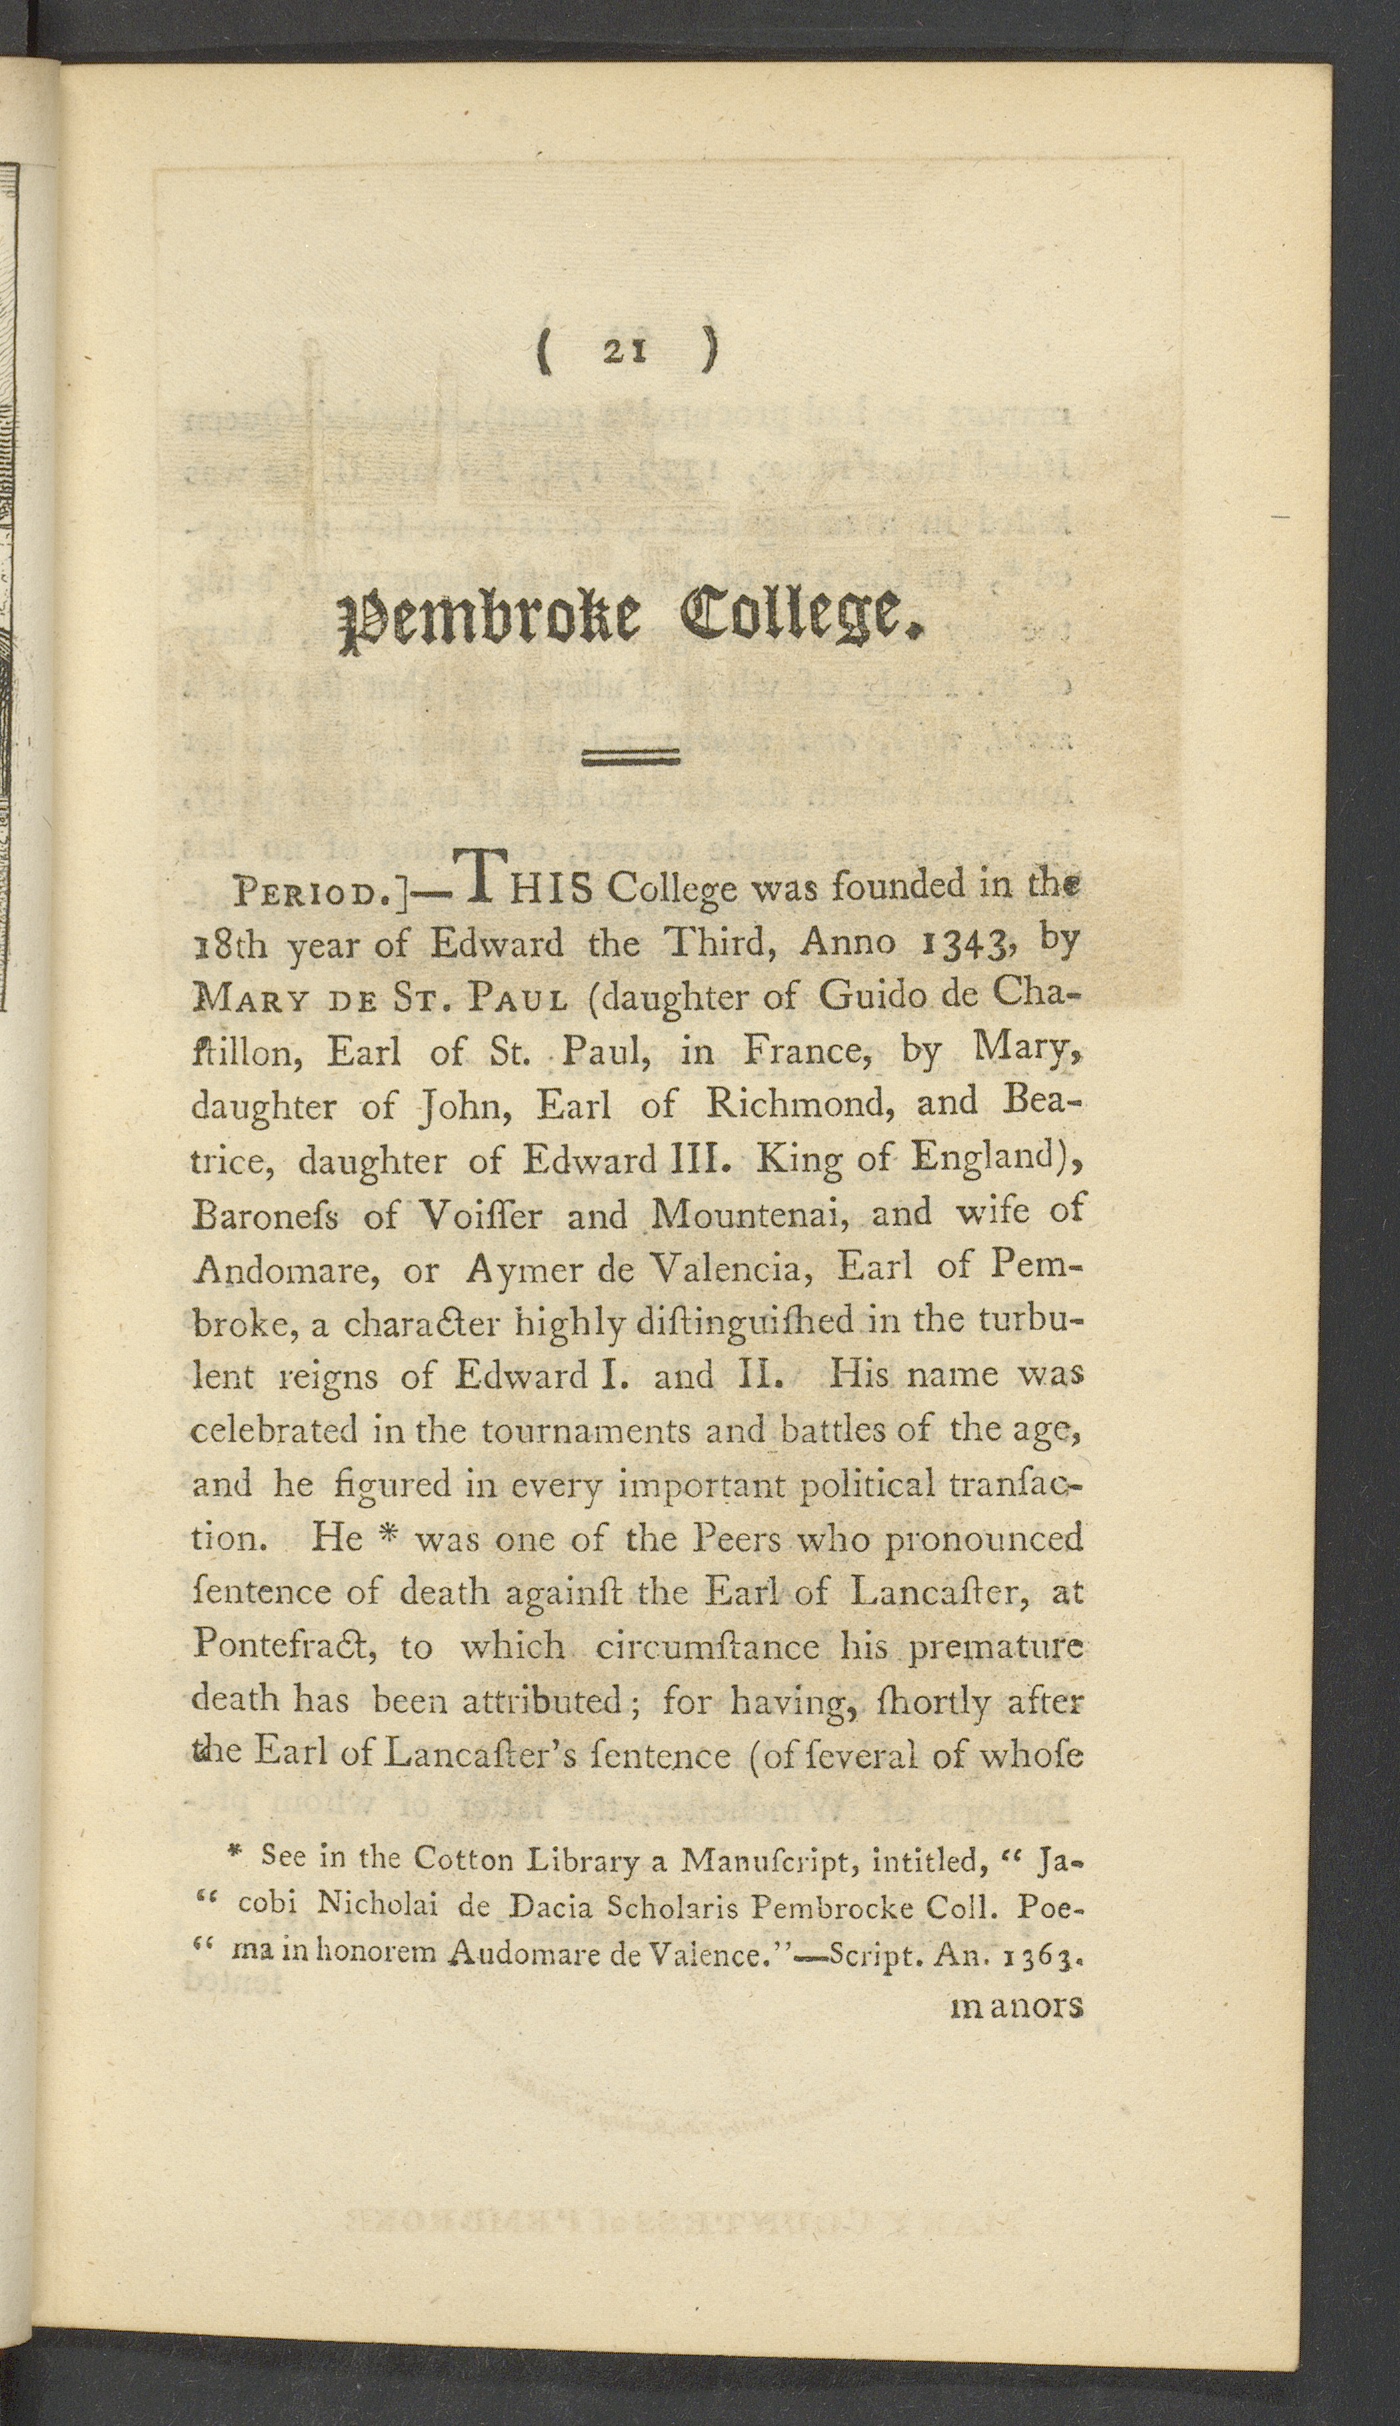 ( 21 )
Pembroke College.
PERIOD.]—THIS College was founded in the
18th year of Edward the Third, Anno 1343, by
MARY DE ST. PAUL (daughter of Guido de Cha-
ſtillon, Earl of St. Paul, in France, by Mary,
daughter of John, Earl of Richmond, and Bea-
trice, daughter of Edward III. King of England),
Baroneſs of Voiſſer and Mountenai, and wife of
Andomare, or Aymer de Valencia, Earl of Pem-
broke, a character highly diſtinguiſhed in the turbu-
lent reigns of Edward I. and II. His name was
celebrated in the tournaments and battles of the age,
and he figured in every important political tranſac-
tion. He * was one of the Peers who pronounced
ſentence of death againſt the Earl of Lancaſter, at
Pontefract, to which circumſtance his premature
death has been attributed; for having, ſhortly after
the Earl of Lancaſter's ſentence (of ſeveral of whoſe
* See in the Cotton Library a Manuſcript, intitled, “ Ja-
“ cobi Nicholai de Dacia Scholaris Pembrocke Coll. Poe-
“ ma in honorem Audomare de Valence.”—Script. An. 1363.
manors